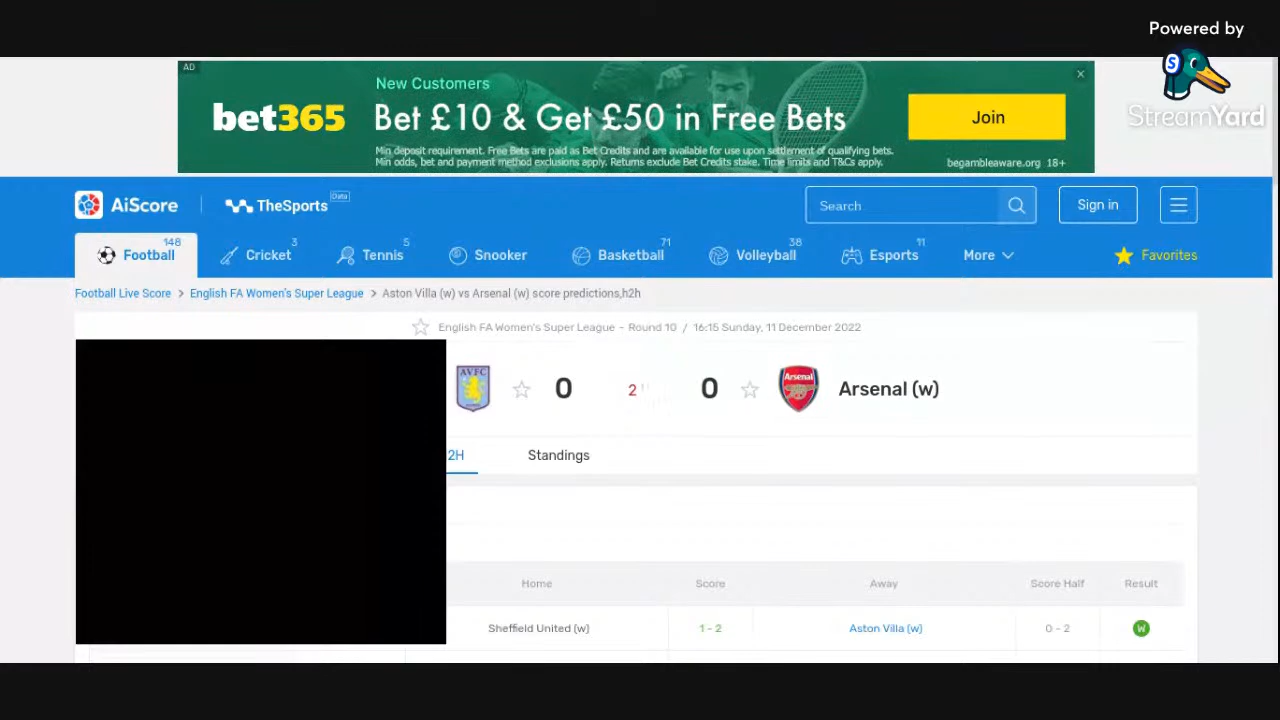 Powered by
StreamYard
AD
New Customers
bet365
Bet £10 & Get £50 in Free Bets
Join
Min deposit requirement. Free Bets are paid as Bet Credits and are available for use upon settlement of qualifying bets.
Min odds, bet and payment method exclusions apply. Returns exclude Bet Credits stake. Time limits and T&Cs apply.
begambleaware.org 18+
AiScore
TheSports Data
Search
Sign in
Football 148
Cricket 3
Tennis 5
Snooker
Basketball 71
Volleyball 38
Esports 11
More
Favorites
Football Live Score > English FA Women's Super League > Aston Villa (w) vs Arsenal (w) score predictions,h2h
English FA Women's Super League - Round 10 / 16:15 Sunday, 11 December 2022
AVFC
0
2
0
Arsenal
Arsenal (w)
2H
Standings
Home Score Away Score Half Result
Sheffield United (w) 1 - 2 Aston Villa (w) 0 - 2 W